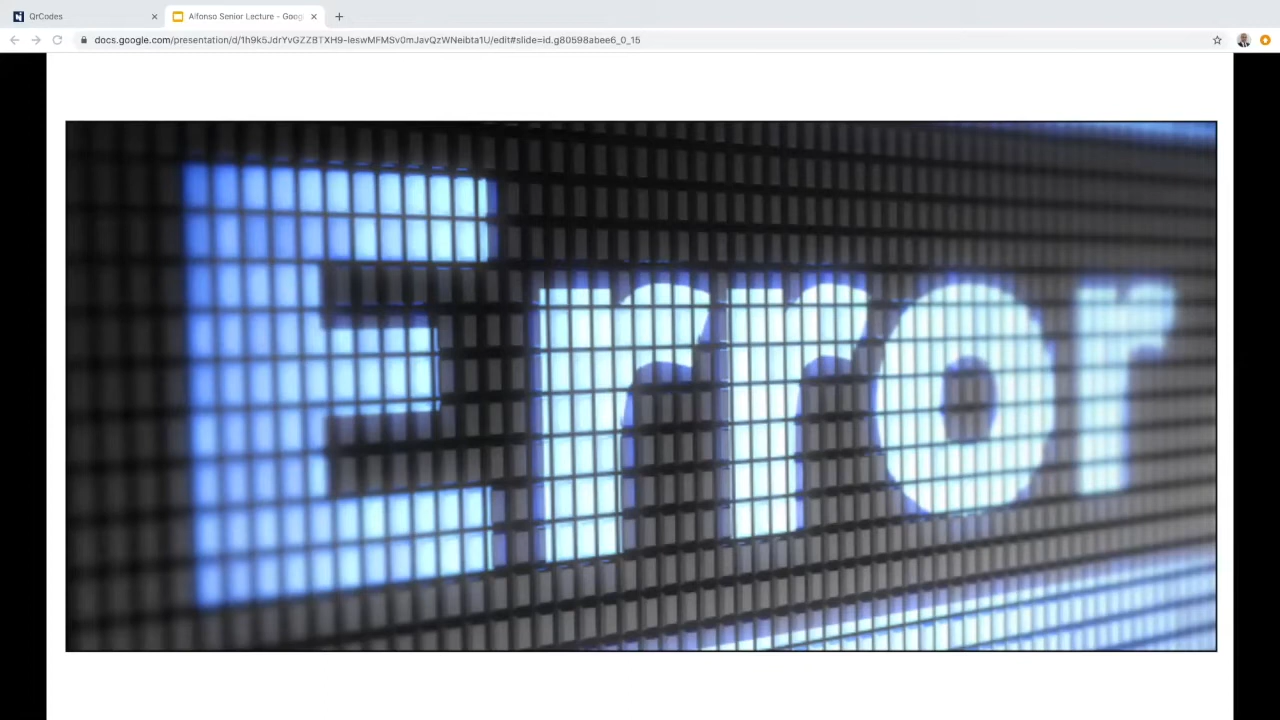 QrCodes
Alfonso Senior Lecture - Goog
docs.google.com/presentation/d/1h9k5JdrYvGZZBTXH9-IeswMFMSv0mJavQzWNeibta1U/edit#slide=id.g80598abee6_0_15
Error